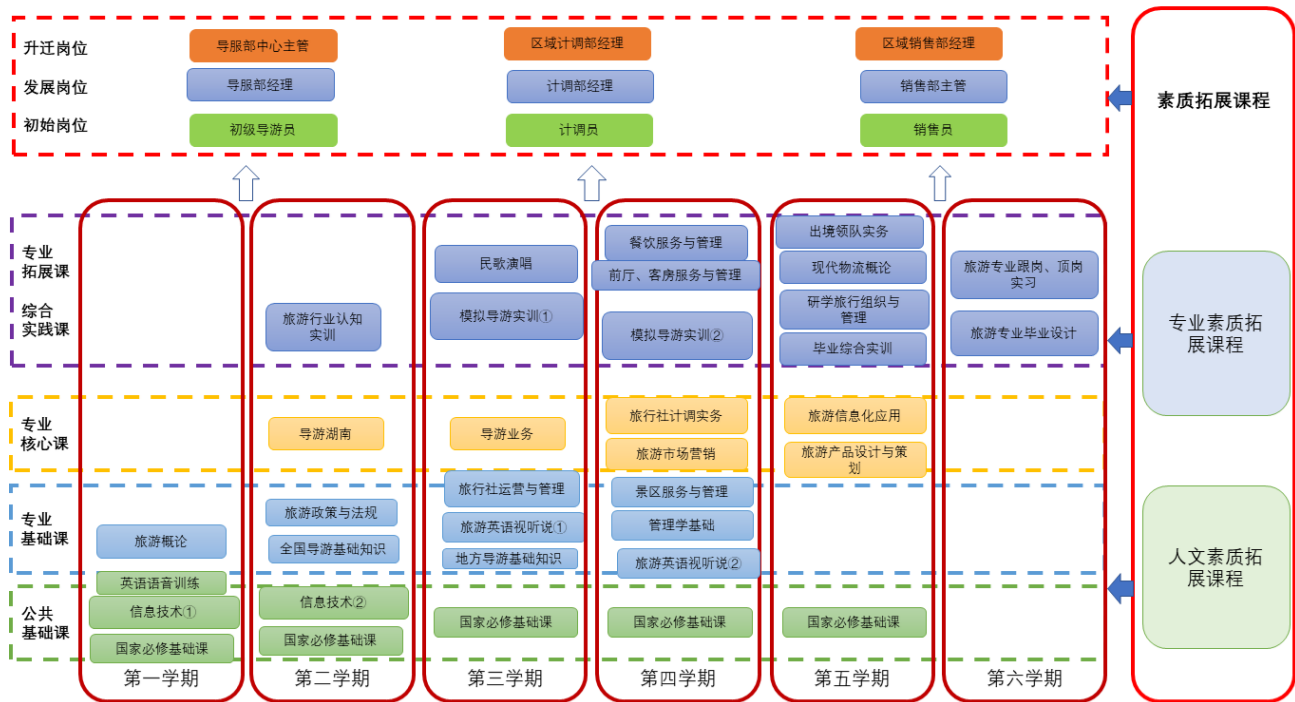 升迁岗位
导服部中心主管
区域计调部经理
区域销售部经理
发展岗位
导服部经理
计调部经理
销售部主管
初始岗位
初级导游员
计调员
销售员
素质拓展课程
专业
拓展课
综合
实践课
旅游行业认知
实训
民歌演唱
模拟导游实训①
餐饮服务与管理
前厅、客房服务与管理
模拟导游实训②
出境领队实务
现代物流概论
研学旅行组织与
管理
毕业综合实训
旅游专业跟岗、顶岗
实习
旅游专业毕业设计
专业素质拓
展课程
专业
核心课
导游湖南
导游业务
旅行社计调实务
旅游市场营销
旅游信息化应用
旅游产品设计与策
划
专业
基础课
旅游概论
旅游政策与法规
全国导游基础知识
旅行社运营与管理
旅游英语视听说①
地方导游基础知识
景区服务与管理
管理学基础
旅游英语视听说②
人文素质拓
展课程
公共
基础课
英语语音训练
信息技术①
国家必修基础课
信息技术②
国家必修基础课
国家必修基础课
国家必修基础课
国家必修基础课
第一学期
第二学期
第三学期
第四学期
第五学期
第六学期